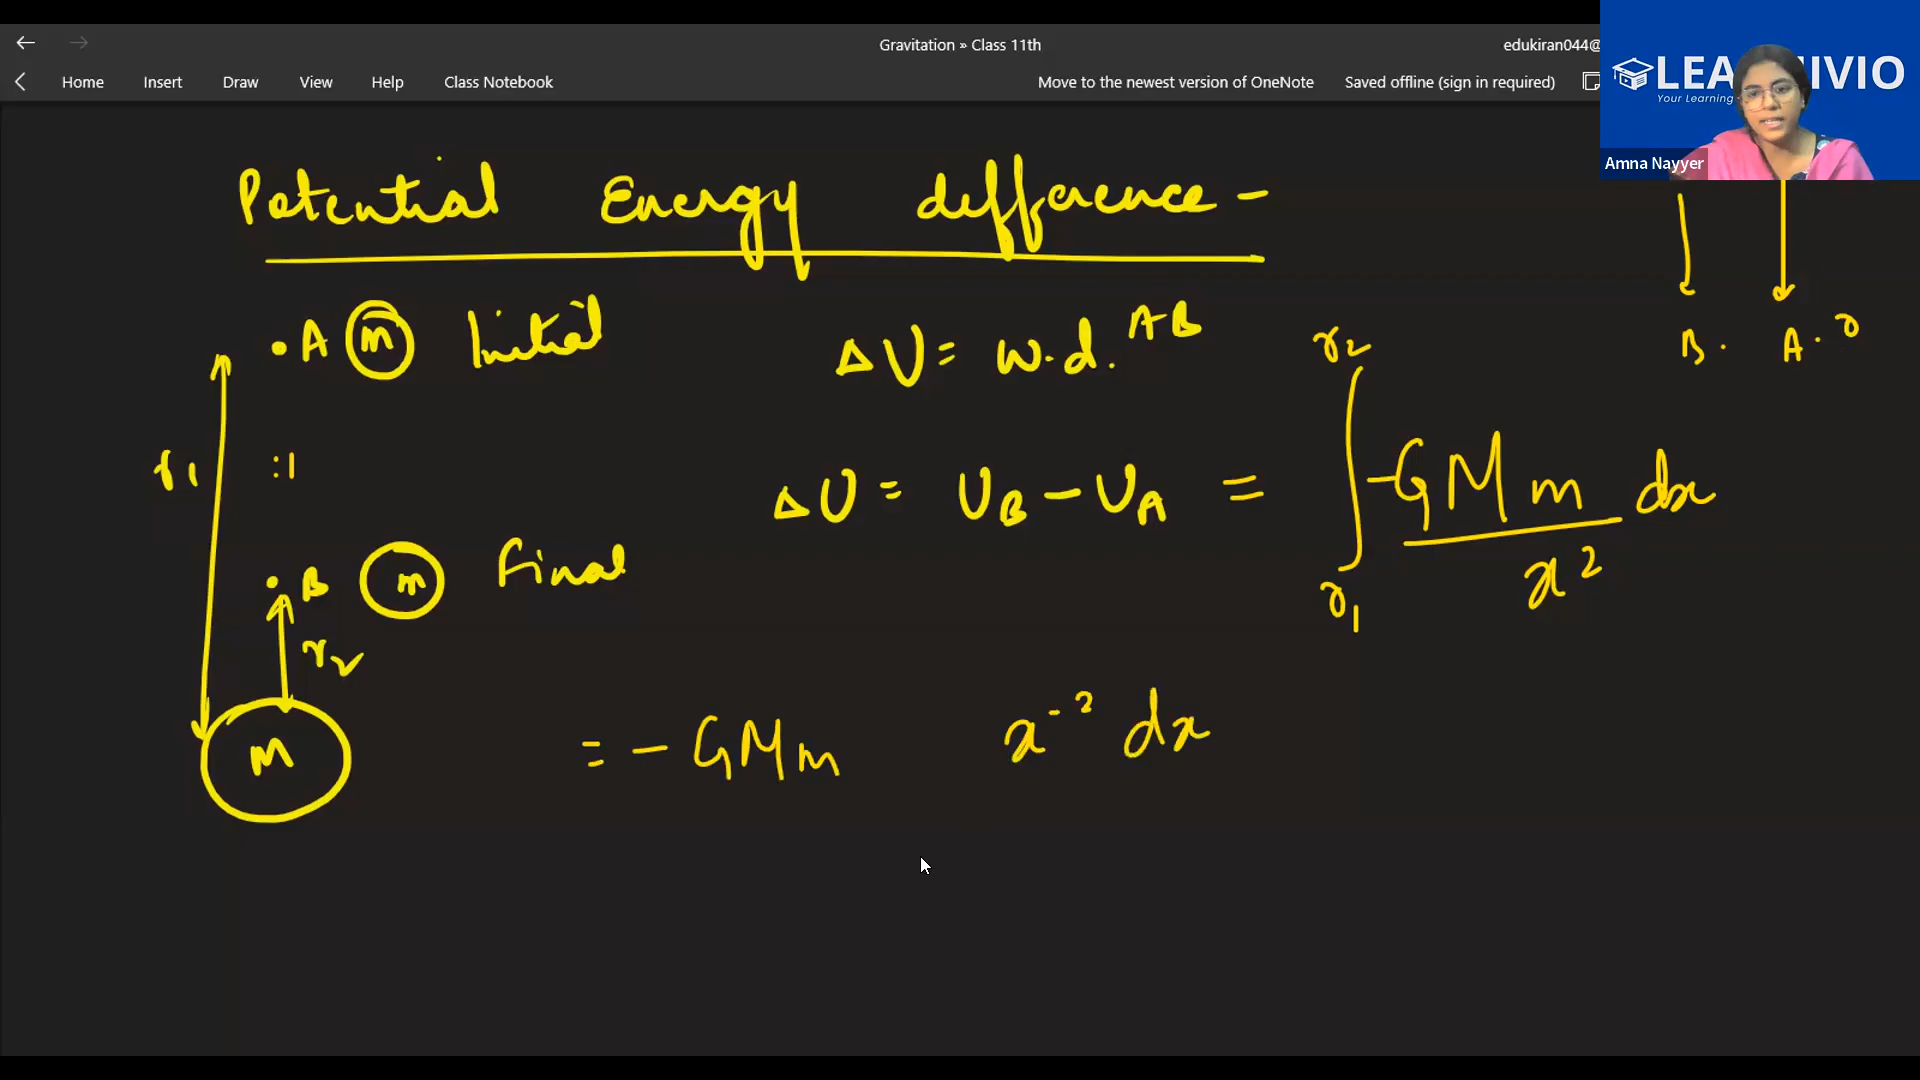 Gravitation » Class 11th
edukiran044@
Home Insert Draw View Help Class Notebook
Move to the newest version of OneNote Saved offline (sign in required)
LEA IVIO
Your Learning
Amna Nayyer
Potential Energy difference -
B. A. r
.A m Initial
ΔU = w.d. AB
r1
ΔU = UB - UA = ∫ r1 r2 -GMm/x² dx
.B m final
r2
M
= - GMm x⁻² dx